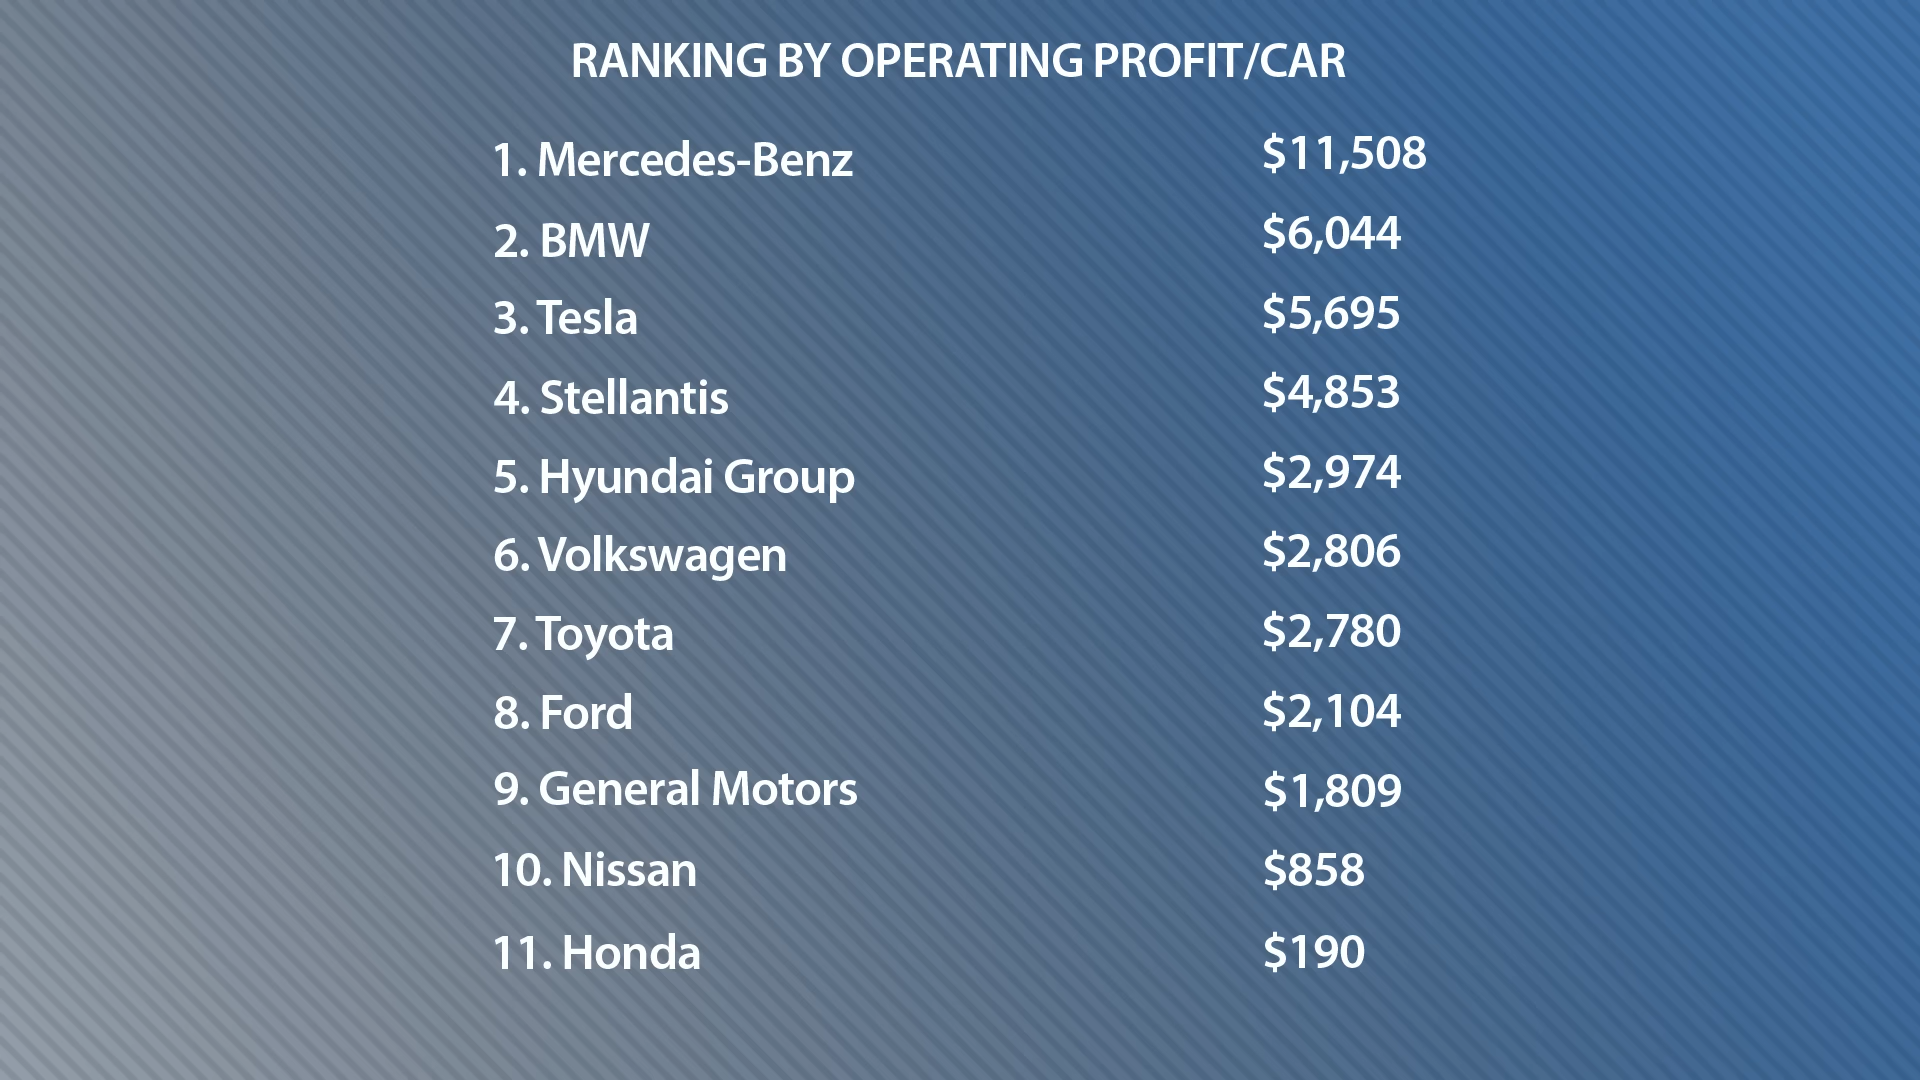 RANKING BY OPERATING PROFIT/CAR
1. Mercedes-Benz $11,508
2. BMW $6,044
3. Tesla $5,695
4. Stellantis $4,853
5. Hyundai Group $2,974
6. Volkswagen $2,806
7. Toyota $2,780
8. Ford $2,104
9. General Motors $1,809
10. Nissan $858
11. Honda $190